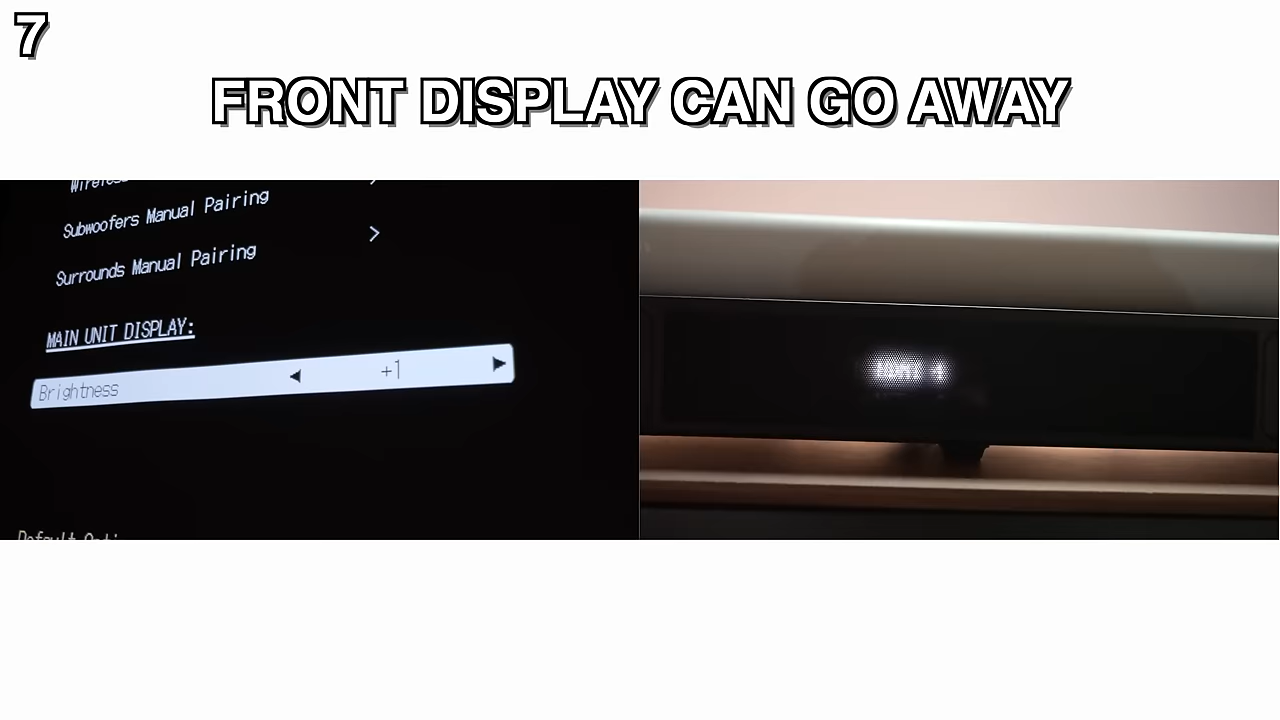 7
FRONT DISPLAY CAN GO AWAY
Subwoofers Manual Pairing >
Surrounds Manual Pairing
MAIN UNIT DISPLAY:
Brightness ◀ +1 ▶